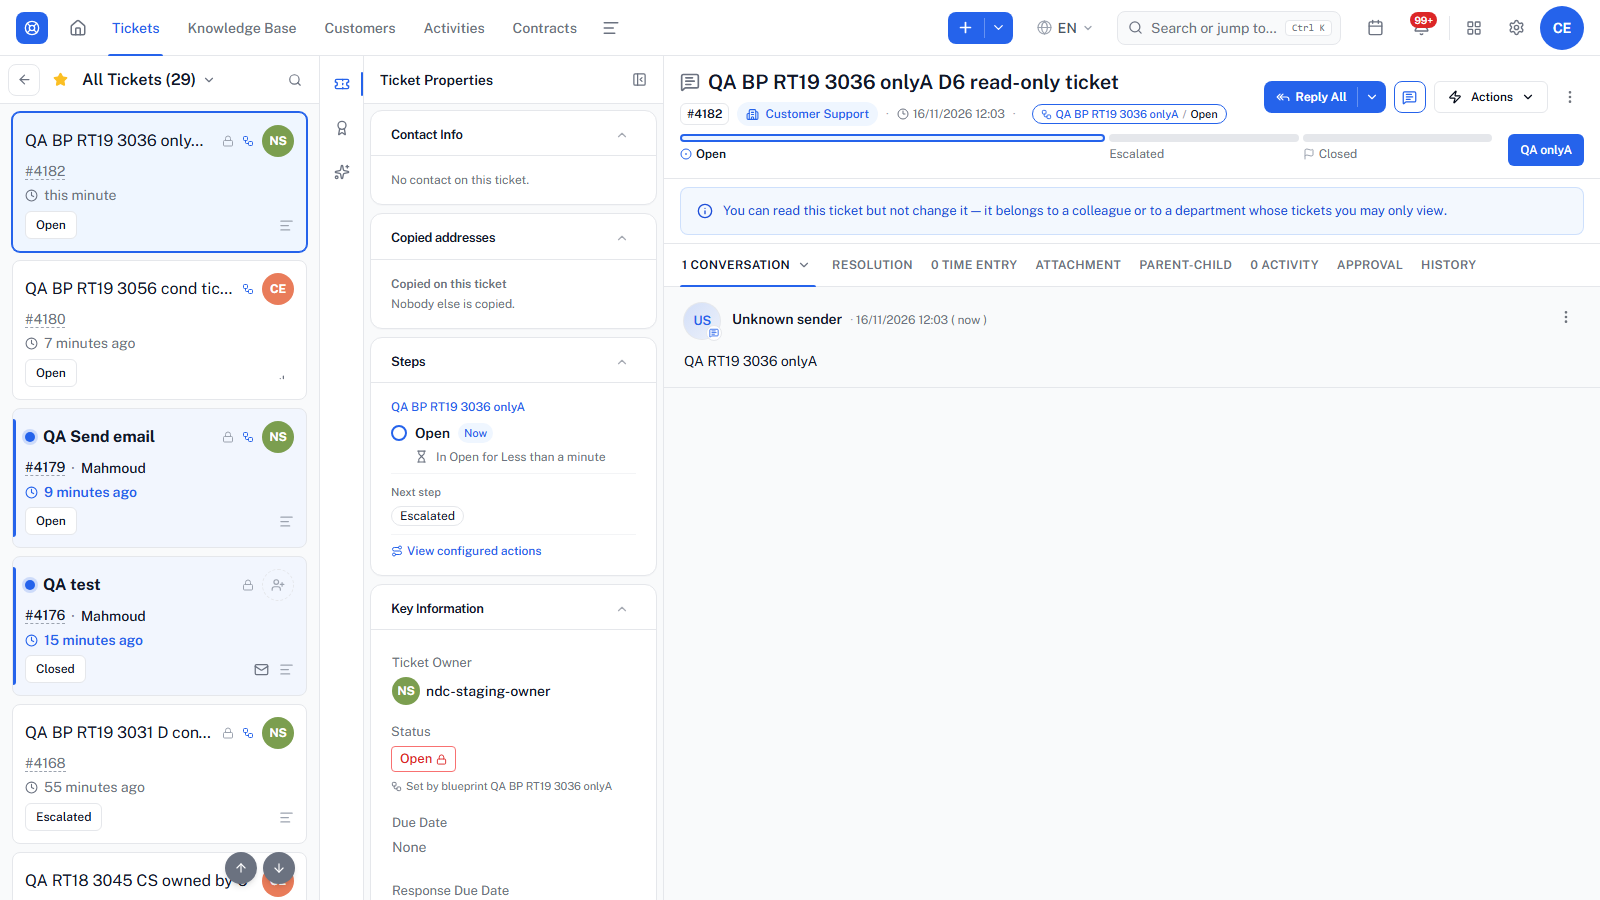 Tickets
Knowledge Base
Customers
Activities
Contracts
EN
Search or jump to...
Ctrl K
99+
CE
All Tickets (29)
QA BP RT19 3036 only...
NS
#4182
this minute
Open
QA BP RT19 3056 cond tic...
CE
#4180
7 minutes ago
Open
QA Send email
NS
#4179 · Mahmoud
9 minutes ago
Open
QA test
#4176 · Mahmoud
15 minutes ago
Closed
QA BP RT19 3031 D con...
NS
#4168
55 minutes ago
Escalated
QA RT18 3045 CS owned by
Ticket Properties
Contact Info
No contact on this ticket.
Copied addresses
Copied on this ticket
Nobody else is copied.
Steps
QA BP RT19 3036 onlyA
Open Now
In Open for Less than a minute
Next step
Escalated
View configured actions
Key Information
Ticket Owner
NS ndc-staging-owner
Status
Open
Set by blueprint QA BP RT19 3036 onlyA
Due Date
None
Response Due Date
QA BP RT19 3036 onlyA D6 read-only ticket
#4182 Customer Support · 16/11/2026 12:03 · QA BP RT19 3036 onlyA / Open
Reply All
Actions
Open
Escalated
Closed
QA onlyA
You can read this ticket but not change it — it belongs to a colleague or to a department whose tickets you may only view.
1 CONVERSATION
RESOLUTION
0 TIME ENTRY
ATTACHMENT
PARENT-CHILD
0 ACTIVITY
APPROVAL
HISTORY
US
Unknown sender · 16/11/2026 12:03 ( now )
QA RT19 3036 onlyA